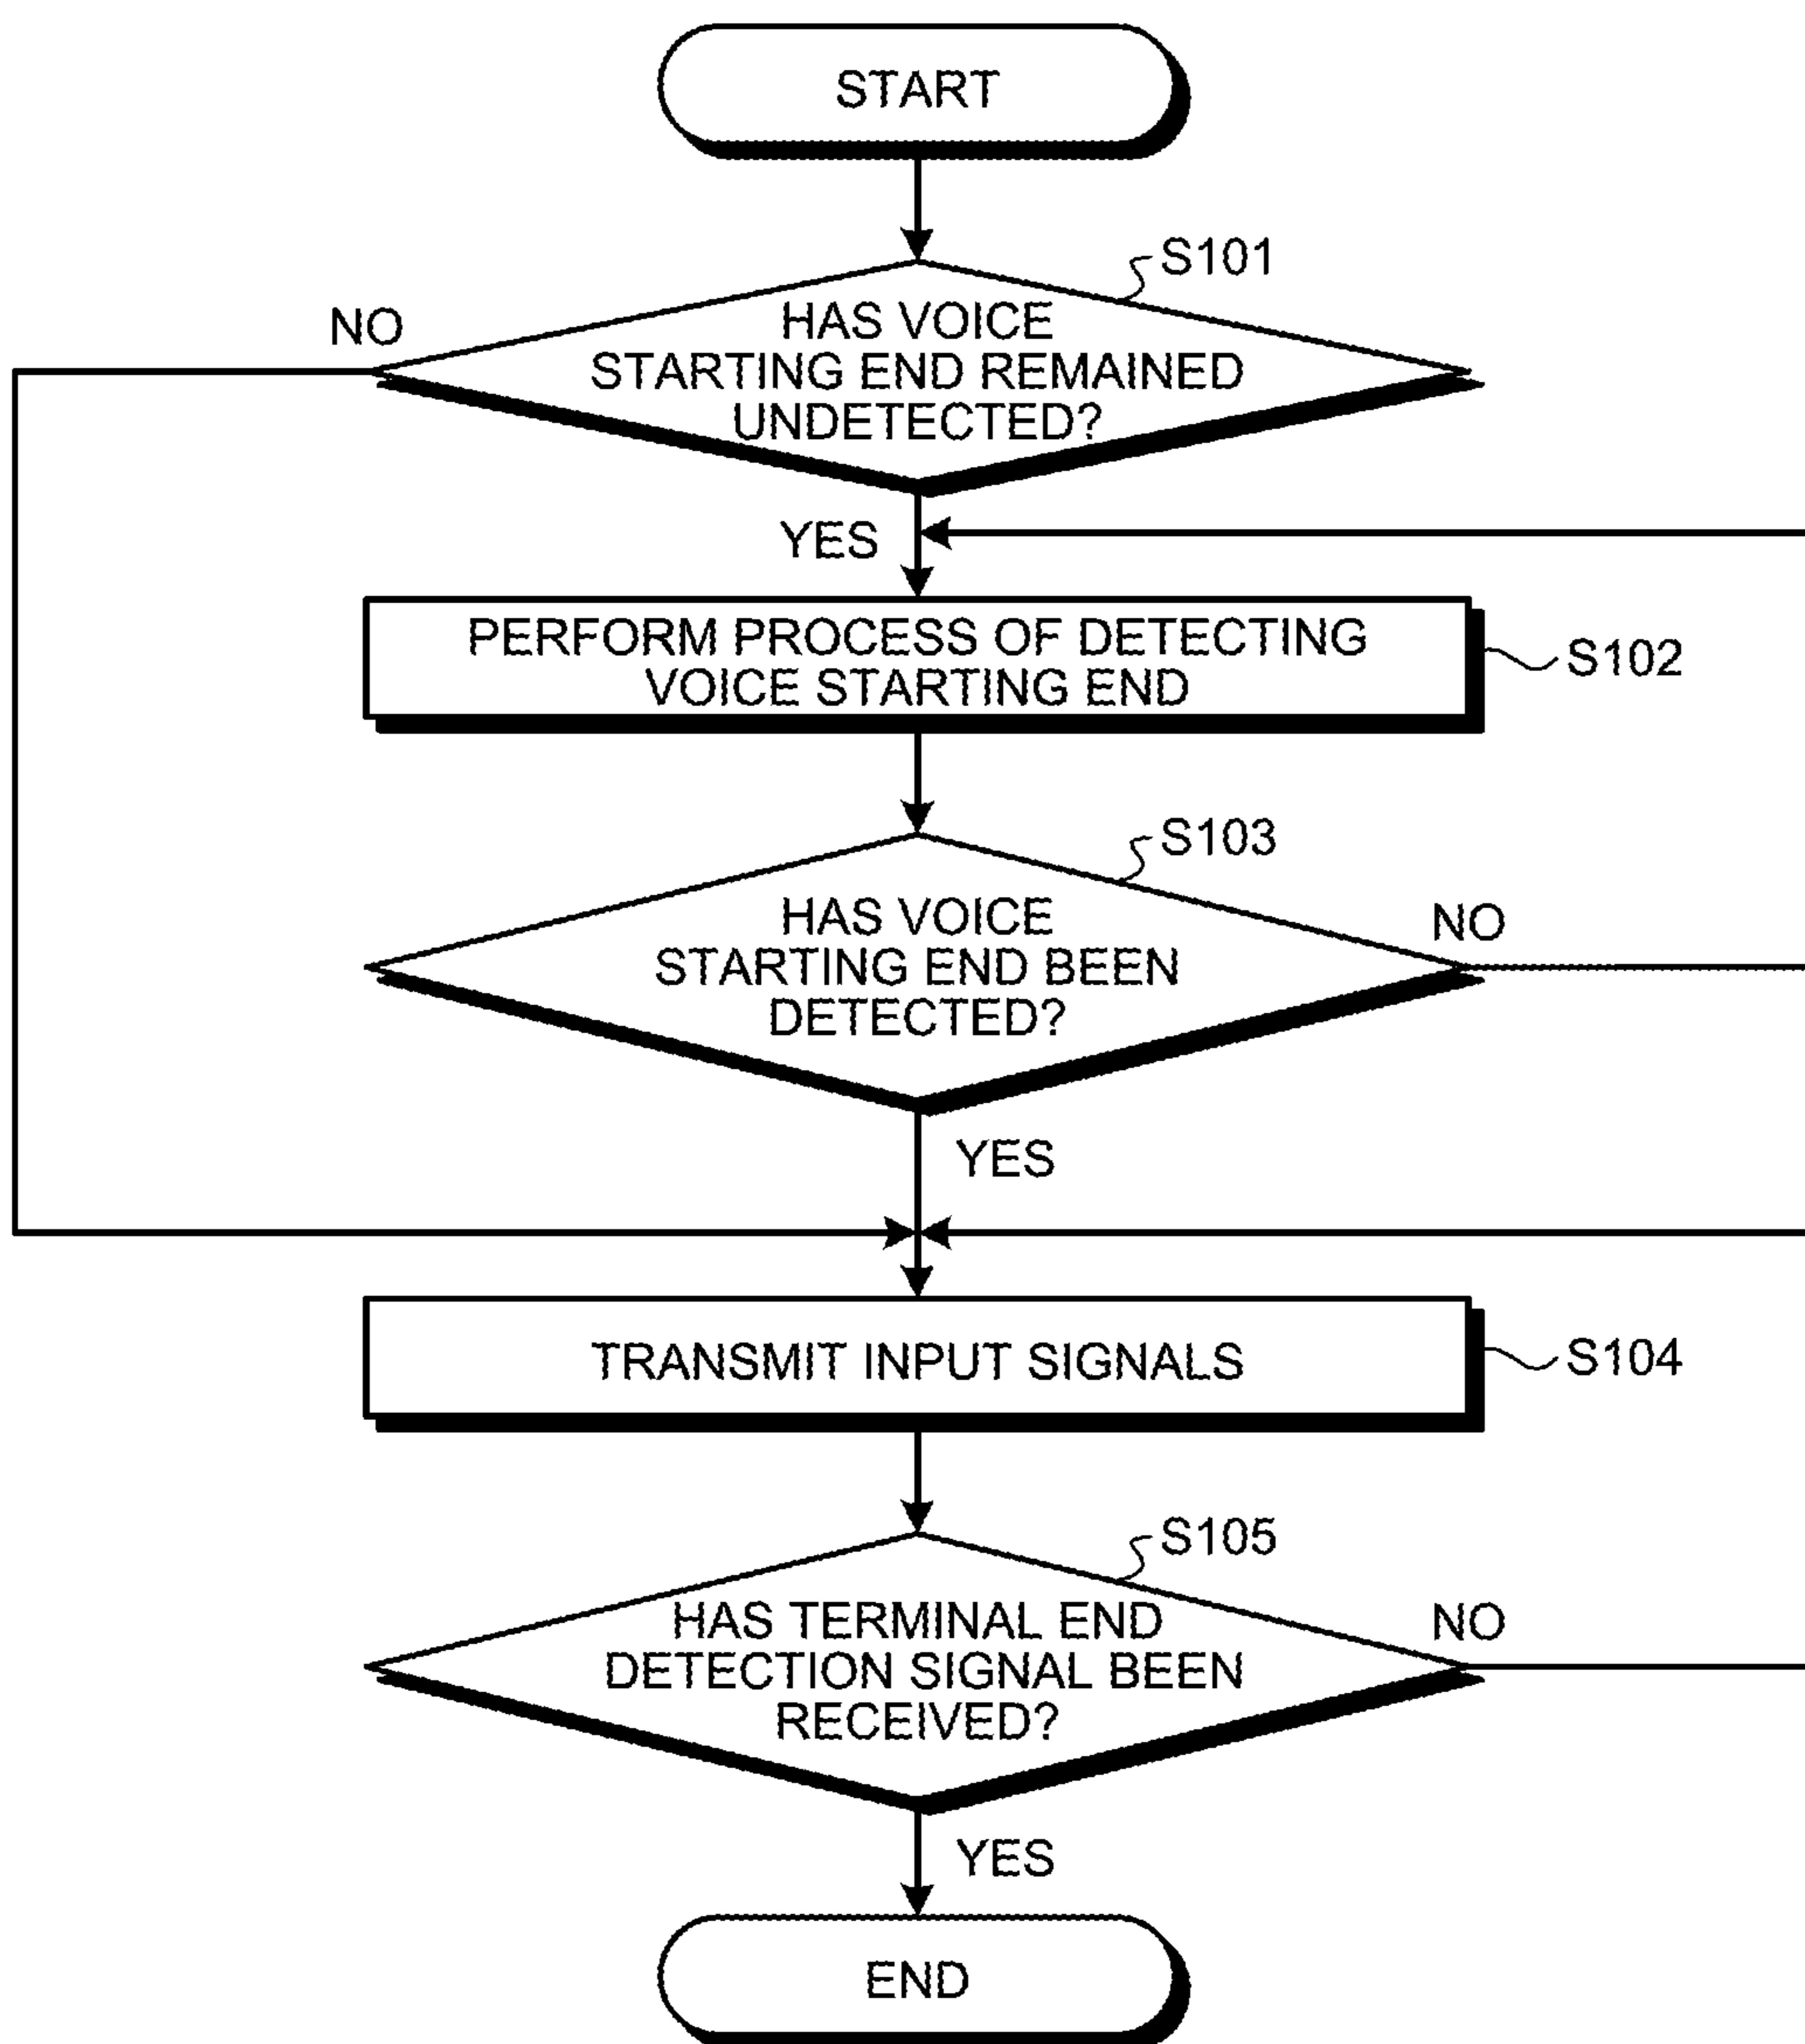 START
S101
NO
HAS VOICE
STARTING END REMAINED
UNDETECTED?
YES
PERFORM PROCESS OF DETECTING
VOICE STARTING END
S102
S103
HAS VOICE
STARTING END BEEN
DETECTED?
NO
YES
TRANSMIT INPUT SIGNALS
S104
S105
HAS TERMINAL END
DETECTION SIGNAL BEEN
RECEIVED?
NO
YES
END